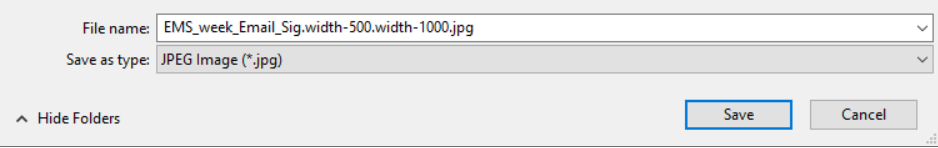 File name: EMS_week_Email_Sig.width-500.width-1000.jpg
Save as type: JPEG Image (*.jpg)
Hide Folders Save Cancel